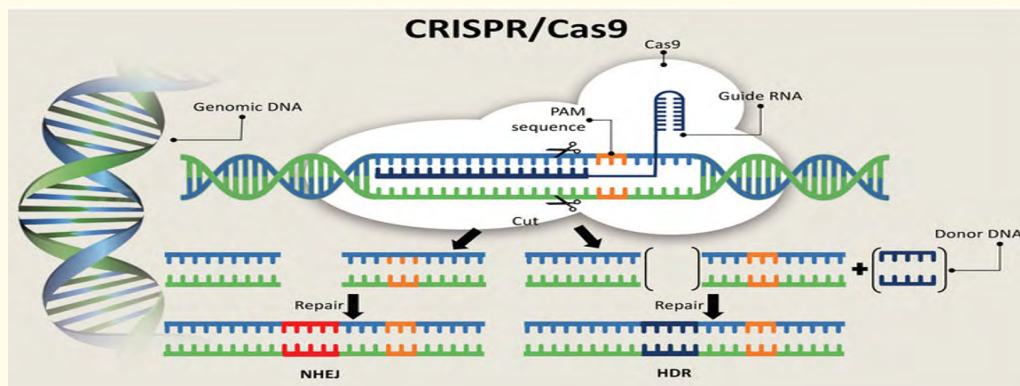 CRISPR/Cas9
Cas9
Genomic DNA
PAM
sequence
Guide RNA
Cut
Donor DNA
+
Repair
Repair
NHEJ
HDR